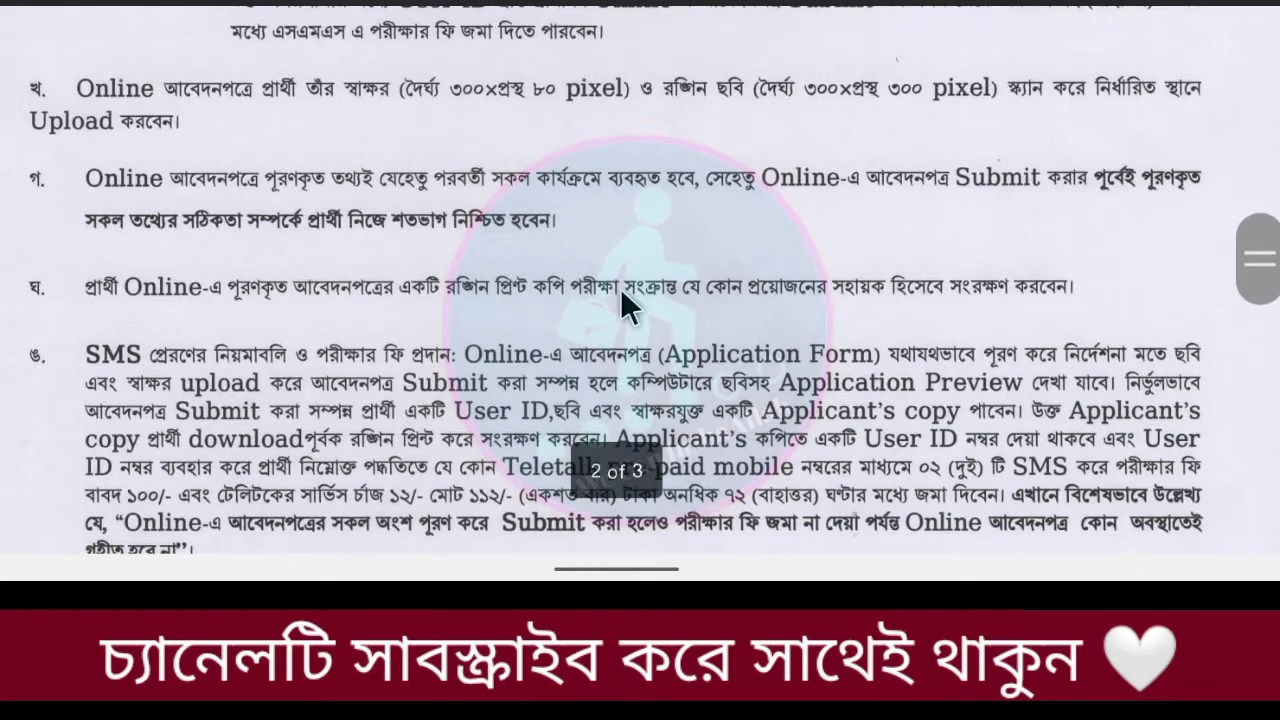 মধ্যে এসএমএস এ পরীক্ষার ফি জমা দিতে পারবেন।
খ. Online আবেদনপত্রে প্রার্থী তাঁর স্বাক্ষর (দৈর্ঘ্য ৩০০×প্রস্থ ৮০ pixel) ও রঙ্গিন ছবি (দৈর্ঘ্য ৩০০×প্রস্থ ৩০০ pixel) স্ক্যান করে নির্ধারিত স্থানে
Upload করবেন।
গ. Online আবেদনপত্রে পূরণকৃত তথ্যই যেহেতু পরবর্তী সকল কার্যক্রমে ব্যবহৃত হবে, সেহেতু Online-এ আবেদনপত্র Submit করার পূর্বেই পূরণকৃত
সকল তথ্যের সঠিকতা সম্পর্কে প্রার্থী নিজে শতভাগ নিশ্চিত হবেন।
ঘ. প্রার্থী Online-এ পূরণকৃত আবেদনপত্রের একটি রঙ্গিন প্রিন্ট কপি পরীক্ষা সংক্রান্ত যে কোন প্রয়োজনের সহায়ক হিসেবে সংরক্ষণ করবেন।
ঙ. SMS প্রেরণের নিয়মাবলি ও পরীক্ষার ফি প্রদান: Online-এ আবেদনপত্র (Application Form) যথাযথভাবে পূরণ করে নির্দেশনা মতে ছবি
এবং স্বাক্ষর upload করে আবেদনপত্র Submit করা সম্পন্ন হলে কম্পিউটারে ছবিসহ Application Preview দেখা যাবে। নির্ভুলভাবে
আবেদনপত্র Submit করা সম্পন্ন প্রার্থী একটি User ID,ছবি এবং স্বাক্ষরযুক্ত একটি Applicant's copy পাবেন। উক্ত Applicant's
copy প্রার্থী downloadপূর্বক রঙ্গিন প্রিন্ট করে সংরক্ষণ করবেন। Applicant's কপিতে একটি User ID নম্বর দেয়া থাকবে এবং User
ID নম্বর ব্যবহার করে প্রার্থী নিম্নোক্ত পদ্ধতিতে যে কোন Teletalk pre-paid mobile নম্বরের মাধ্যমে ০২ (দুই) টি SMS করে পরীক্ষার ফি
বাবদ ১০০/- এবং টেলিটকের সার্ভিস র্চাজ ১২/- মোট ১১২/- (একশত বার) টাকা অনধিক ৭২ (বাহাত্তর) ঘণ্টার মধ্যে জমা দিবেন। এখানে বিশেষভাবে উল্লেখ্য
যে, “Online-এ আবেদনপত্রের সকল অংশ পূরণ করে Submit করা হলেও পরীক্ষার ফি জমা না দেয়া পর্যন্ত Online আবেদনপত্র কোন অবস্থাতেই
গৃহীত হবে না”।
2 of 3
চ্যানেলটি সাবস্ক্রাইব করে সাথেই থাকুন 🤍